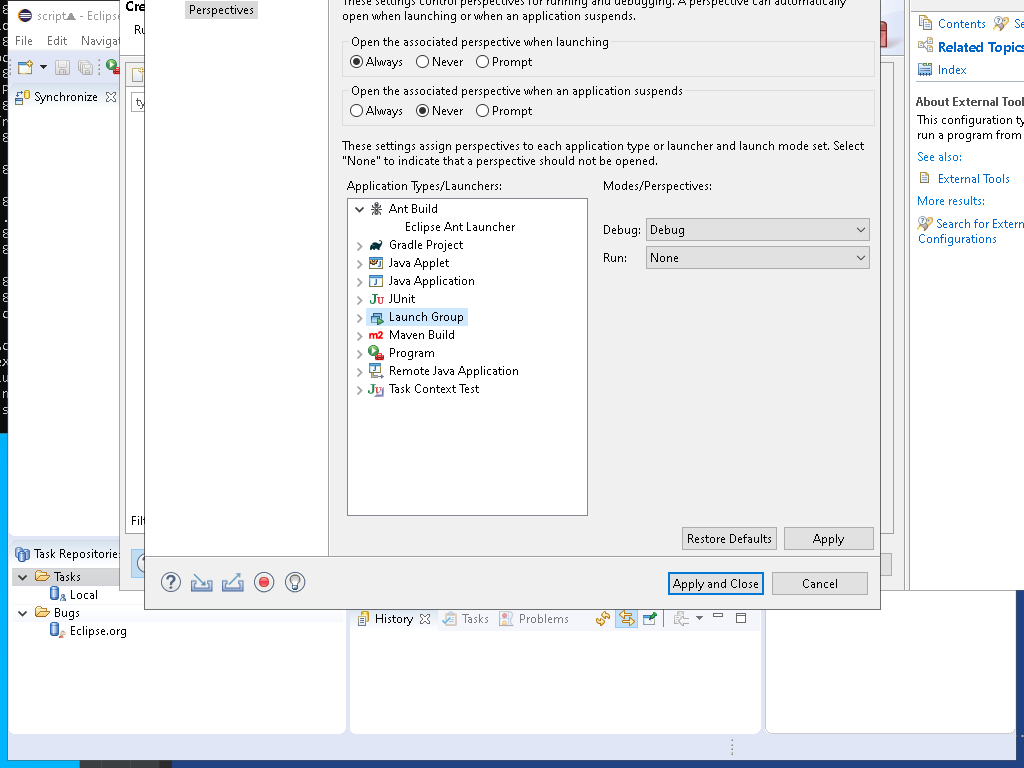 script - Eclipse
File Edit Navigat
Synchronize
Cre
Ru
ty
Filt
Perspectives
These settings control perspectives for running and debugging. A perspective can automatically
open when launching or when an application suspends.
Open the associated perspective when launching
Always Never Prompt
Open the associated perspective when an application suspends
Always Never Prompt
These settings assign perspectives to each application type or launcher and launch mode set. Select
"None" to indicate that a perspective should not be opened.
Application Types/Launchers:
Modes/Perspectives:
Ant Build
Eclipse Ant Launcher
Gradle Project
Java Applet
Java Application
JUnit
Launch Group
Maven Build
Program
Remote Java Application
Task Context Test
Debug: Debug
Run: None
Restore Defaults Apply
Apply and Close Cancel
Contents Se
Related Topics
Index
About External Tool
This configuration ty
run a program from
See also:
External Tools
More results:
Search for Extern
Configurations
Task Repositorie
Tasks
Local
Bugs
Eclipse.org
History Tasks Problems